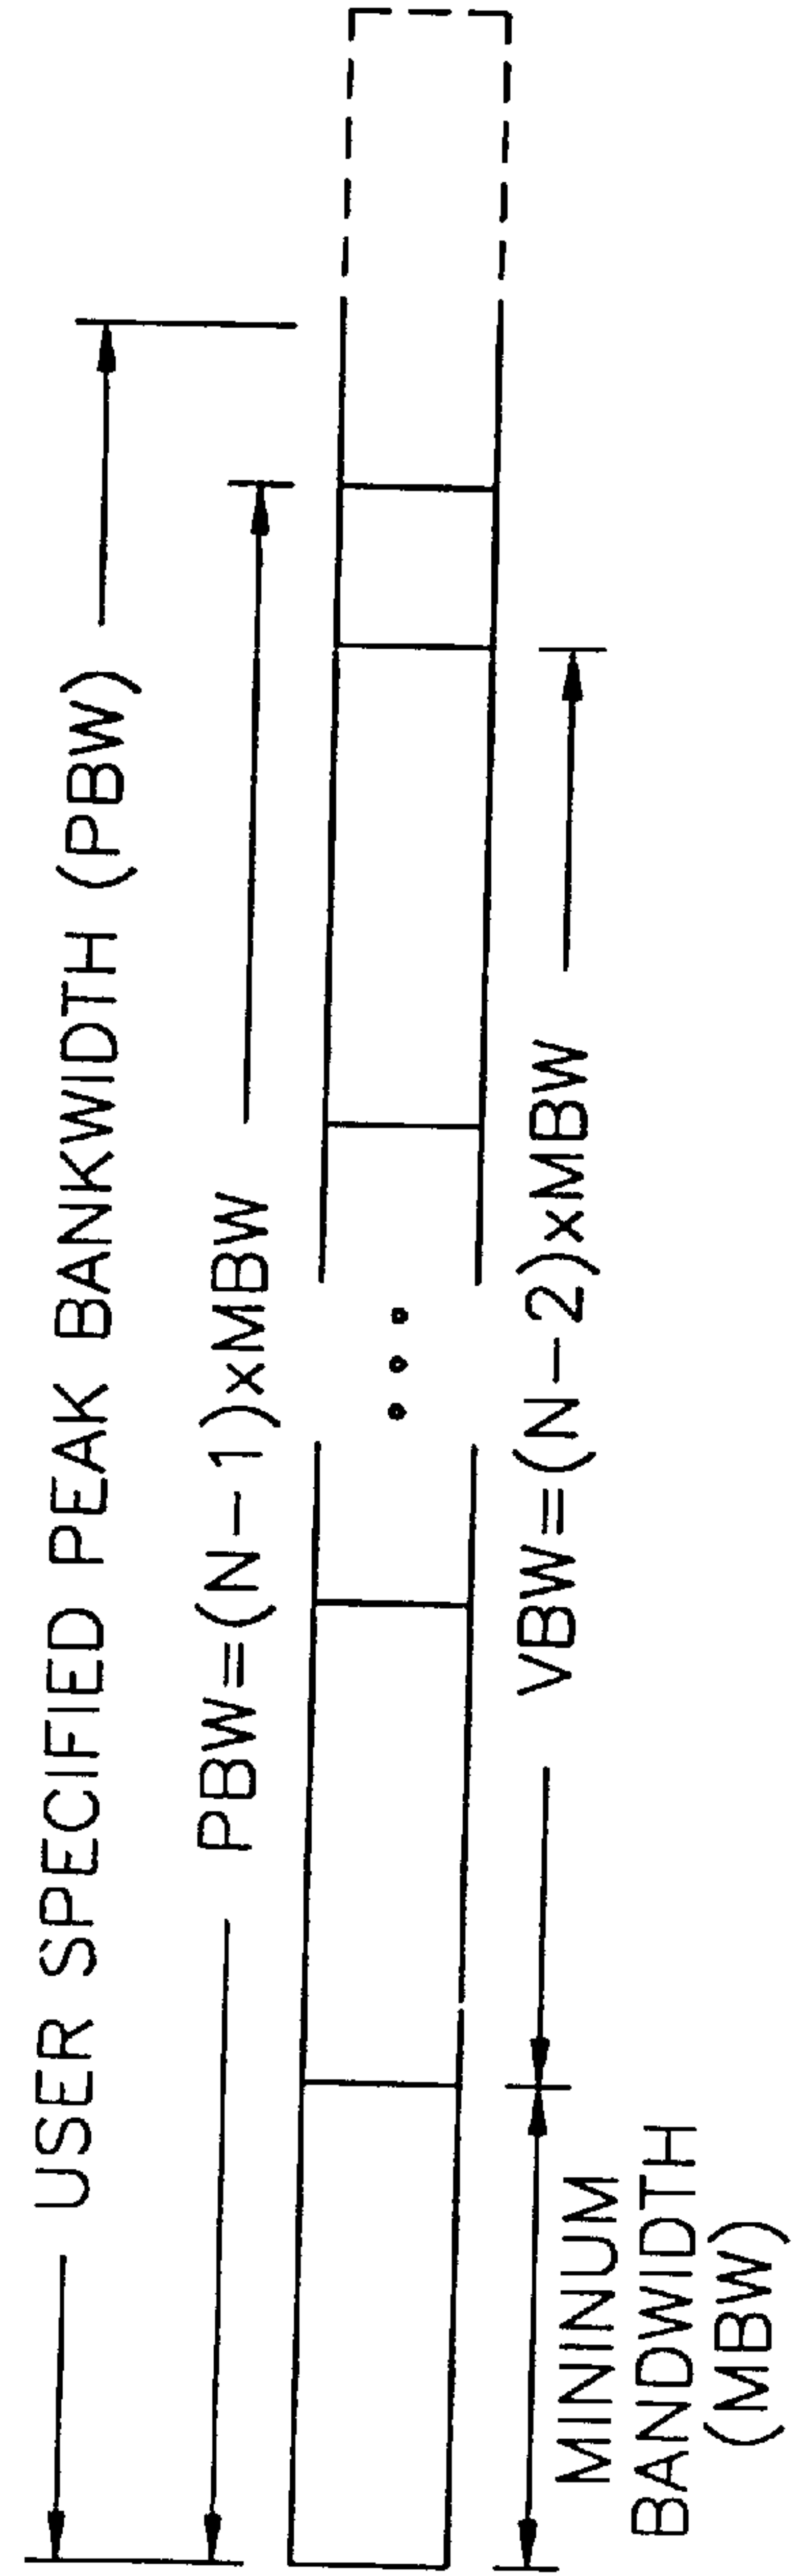 USER SPECIFIED PEAK BANKWIDTH (PBW)
PBW=(N-1)xMBW
VBW=(N-2)xMBW
MININUM
BANDWIDTH
(MBW)